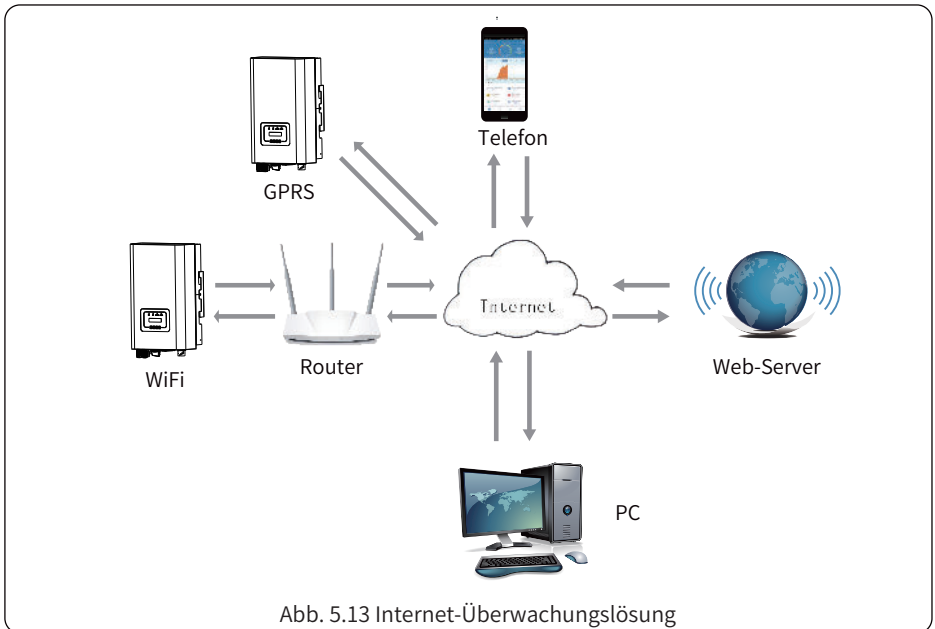 Telefon
GPRS
Internet
WiFi
Router
Web-Server
PC
Abb. 5.13 Internet-Überwachungslösung